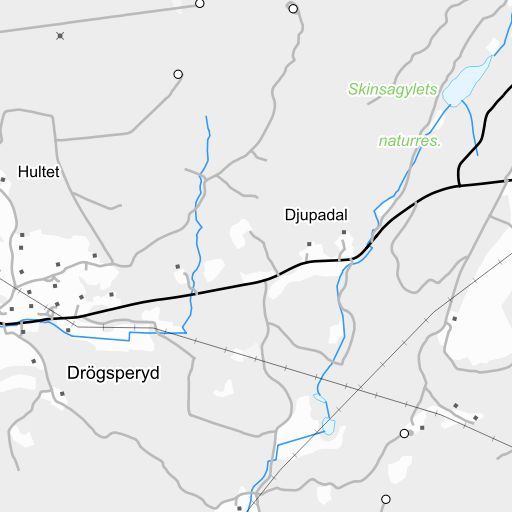 Skinsagylets
naturres.
Hultet
Djupadal
Drögsperyd